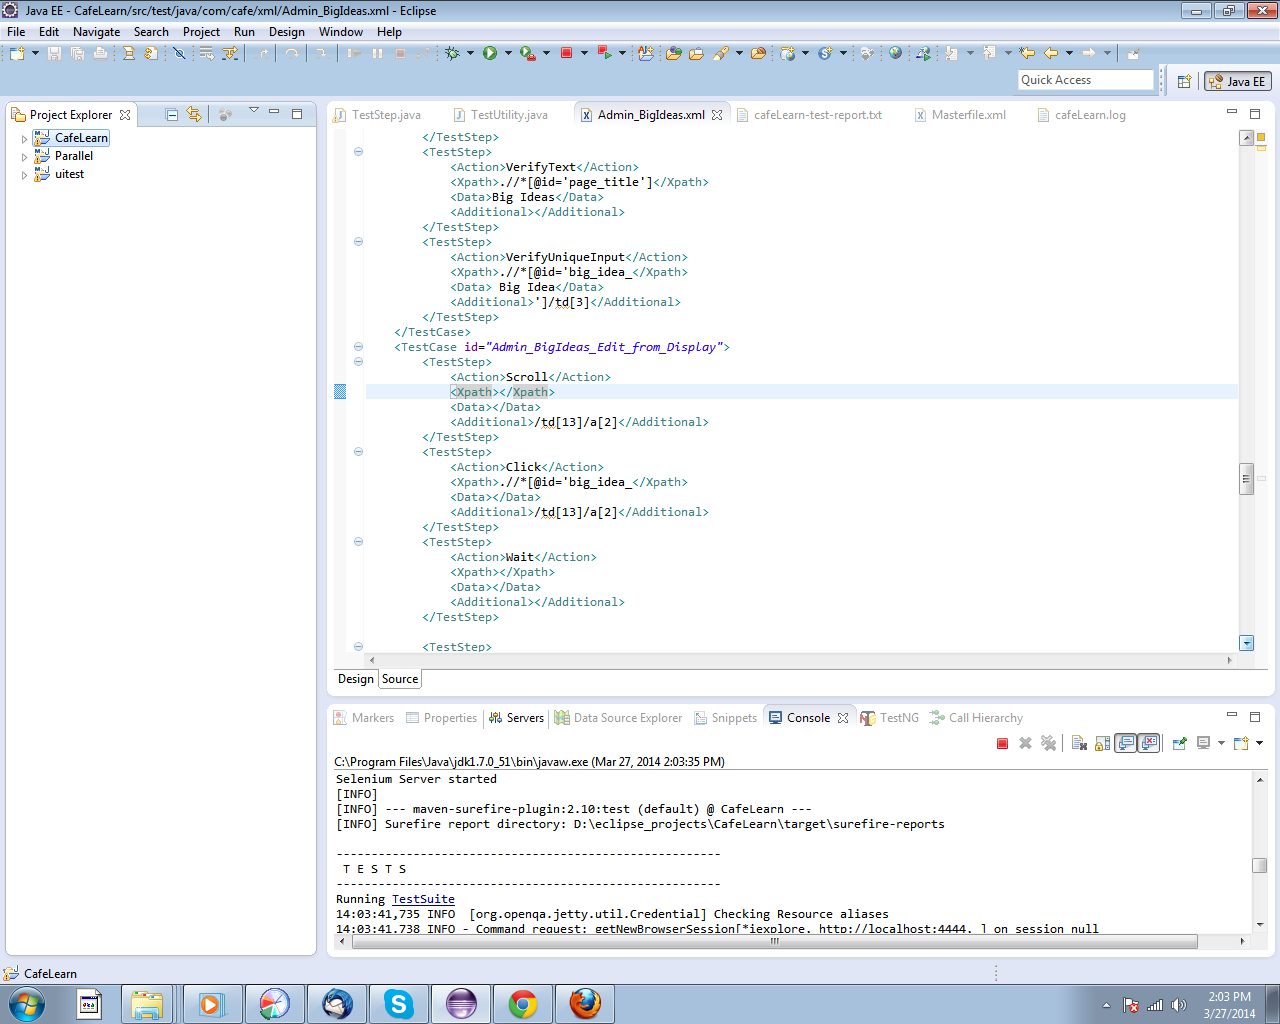 Java EE - CafeLearn/src/test/java/com/cafe/xml/Admin_BigIdeas.xml - Eclipse
File Edit Navigate Search Project Run Design Window Help
Quick Access
Java EE
Project Explorer
CafeLearn
Parallel
uitest
TestStep.java TestUtility.java Admin_BigIdeas.xml cafeLearn-test-report.txt Masterfile.xml cafeLearn.log
</TestStep>
<TestStep>
<Action>VerifyText</Action>
<Xpath>.//*[@id='page_title']</Xpath>
<Data>Big Ideas</Data>
<Additional></Additional>
</TestStep>
<TestStep>
<Action>VerifyUniqueInput</Action>
<Xpath>.//*[@id='big_idea_</Xpath>
<Data> Big Idea</Data>
<Additional>']/td[3]</Additional>
</TestStep>
</TestCase>
<TestCase id="Admin_BigIdeas_Edit_from_Display">
<TestStep>
<Action>Scroll</Action>
<Xpath></Xpath>
<Data></Data>
<Additional>/td[13]/a[2]</Additional>
</TestStep>
<TestStep>
<Action>Click</Action>
<Xpath>.//*[@id='big_idea_</Xpath>
<Data></Data>
<Additional>/td[13]/a[2]</Additional>
</TestStep>
<TestStep>
<Action>Wait</Action>
<Xpath></Xpath>
<Data></Data>
<Additional></Additional>
</TestStep>
<TestStep>
Design Source
Markers Properties Servers Data Source Explorer Snippets Console TestNG Call Hierarchy
C:\Program Files\Java\jdk1.7.0_51\bin\javaw.exe (Mar 27, 2014 2:03:35 PM)
Selenium Server started
[INFO]
[INFO] --- maven-surefire-plugin:2.10:test (default) @ CafeLearn ---
[INFO] Surefire report directory: D:\eclipse_projects\CafeLearn\target\surefire-reports
-------------------------------------------------------
T E S T S
-------------------------------------------------------
Running TestSuite
14:03:41,735 INFO  [org.openqa.jetty.util.Credential] Checking Resource aliases
14:03:41,738 INFO - Command request: getNewBrowserSession[*iexplore, http://localhost:4444, ] on session null
CafeLearn
2:03 PM
3/27/2014